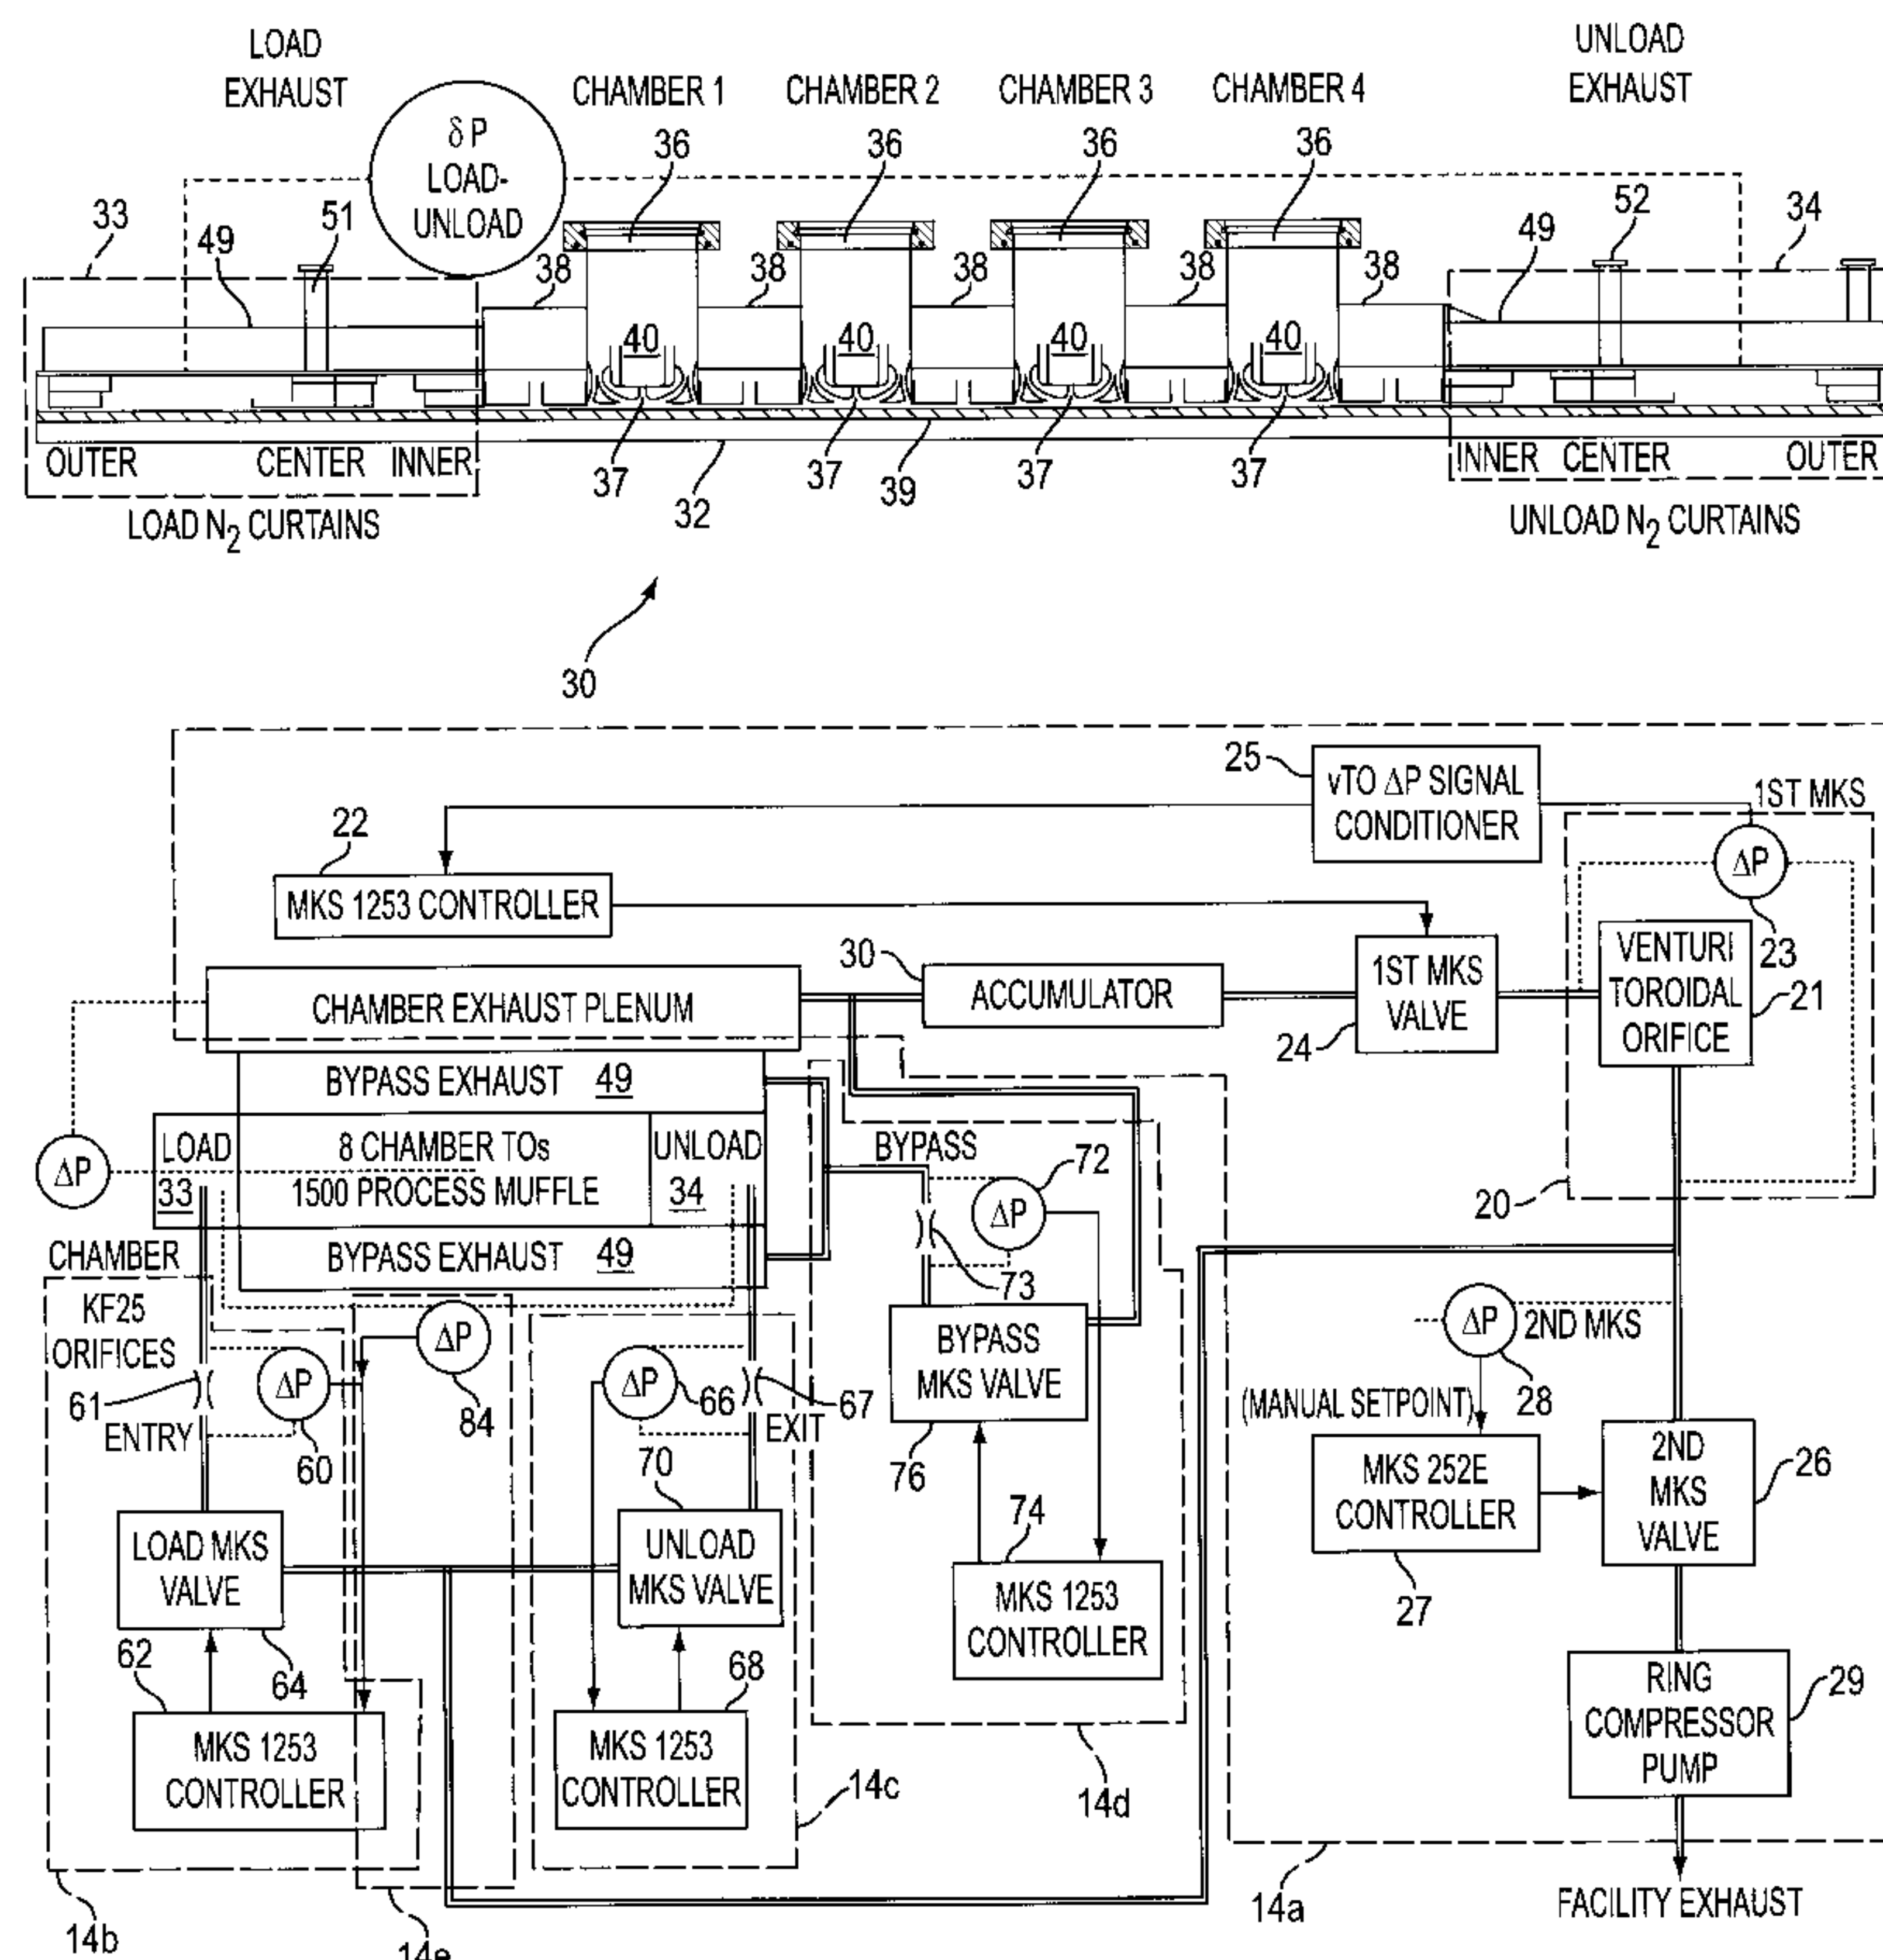 LOAD
EXHAUST
CHAMBER 1
CHAMBER 2
CHAMBER 3
CHAMBER 4
UNLOAD
EXHAUST
δ P
LOAD-
UNLOAD
36
36
36
36
33
49
51
38
38
38
38
38
49
52
34
40
40
40
40
OUTER
CENTER
INNER
37
37
39
37
37
32
INNER
CENTER
OUTER
LOAD N2 CURTAINS
UNLOAD N2 CURTAINS
30
25
vTO ΔP SIGNAL
CONDITIONER
1ST MKS
22
ΔP
MKS 1253 CONTROLLER
23
30
ACCUMULATOR
1ST MKS
VALVE
24
VENTURI
TOROIDAL
ORIFICE
21
CHAMBER EXHAUST PLENUM
BYPASS EXHAUST 49
LOAD
33
8 CHAMBER TOs
1500 PROCESS MUFFLE
UNLOAD
34
ΔP
BYPASS
72
ΔP
20
BYPASS EXHAUST 49
CHAMBER
73
KF25
ORIFICES
61
ENTRY
ΔP
60
ΔP
84
ΔP
66
67
EXIT
BYPASS
MKS VALVE
76
ΔP
2ND MKS
28
(MANUAL SETPOINT)
MKS 252E
CONTROLLER
27
2ND
MKS
VALVE
26
70
LOAD MKS
VALVE
64
UNLOAD
MKS VALVE
74
MKS 1253
CONTROLLER
62
MKS 1253
CONTROLLER
68
MKS 1253
CONTROLLER
RING
COMPRESSOR
PUMP
29
14c
14d
14a
FACILITY EXHAUST
14b
14e